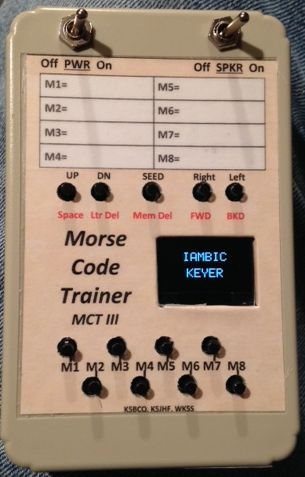 Off PWR On Off SPKR On
M1= M5=
M2= M6=
M3= M7=
M4= M8=
UP DN SEED Right Left
Space Ltr Del Mem Del FWD BKD
Morse
Code
Trainer
MCT III
IAMBIC
KEYER
M1 M2 M3 M4 M5 M6 M7 M8
K5BCO, K5JHF, WK5S